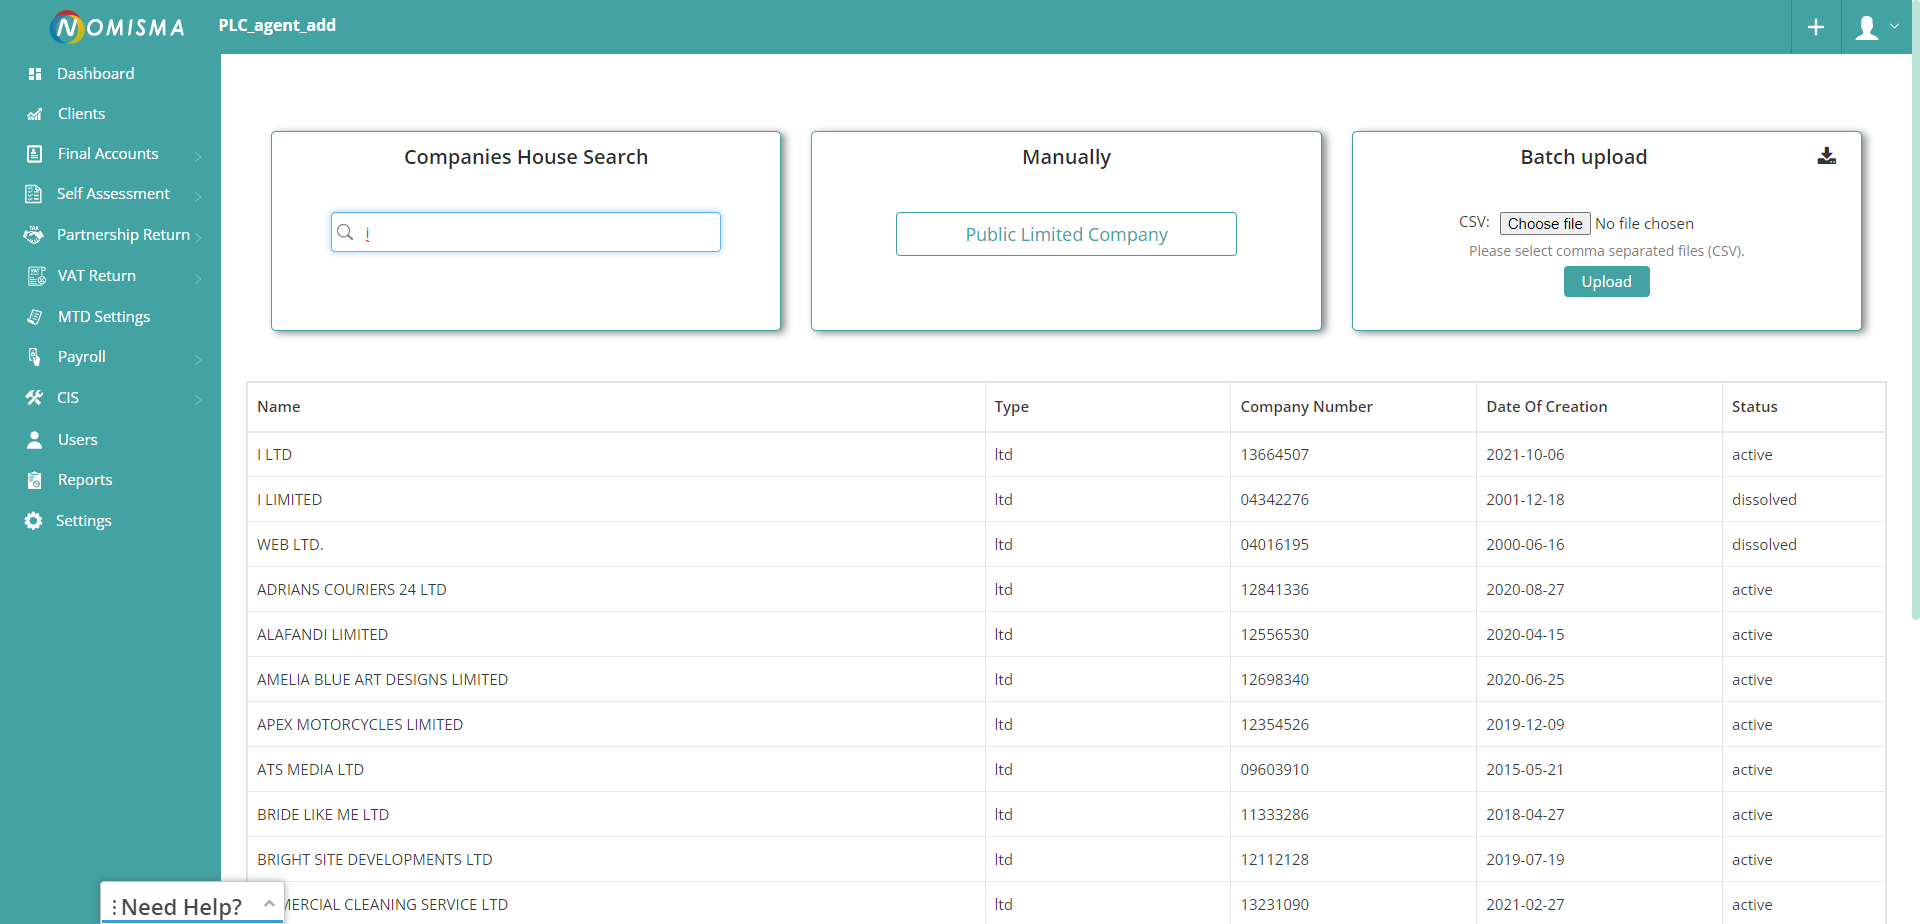 NOMISMA
PLC_agent_add
Dashboard
Clients
Final Accounts
Self Assessment
Partnership Return
VAT Return
MTD Settings
Payroll
CIS
Users
Reports
Settings
Companies House Search
i
Manually
Public Limited Company
Batch upload
CSV: Choose file No file chosen
Please select comma separated files (CSV).
Upload
Name Type Company Number Date Of Creation Status
I LTD ltd 13664507 2021-10-06 active
I LIMITED ltd 04342276 2001-12-18 dissolved
WEB LTD. ltd 04016195 2000-06-16 dissolved
ADRIANS COURIERS 24 LTD ltd 12841336 2020-08-27 active
ALAFANDI LIMITED ltd 12556530 2020-04-15 active
AMELIA BLUE ART DESIGNS LIMITED ltd 12698340 2020-06-25 active
APEX MOTORCYCLES LIMITED ltd 12354526 2019-12-09 active
ATS MEDIA LTD ltd 09603910 2015-05-21 active
BRIDE LIKE ME LTD ltd 11333286 2018-04-27 active
BRIGHT SITE DEVELOPMENTS LTD ltd 12112128 2019-07-19 active
CLEANING SERVICE LTD ltd 13231090 2021-02-27 active
Need Help?